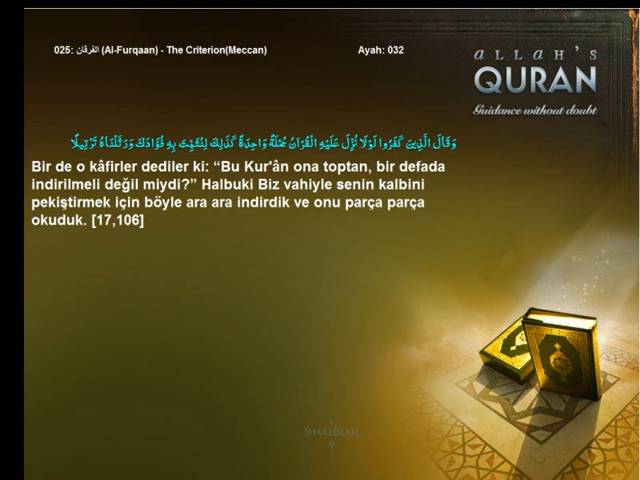 025: الفرقان (Al-Furqaan) - The Criterion(Meccan) Ayah: 032
ALLAH'S
QURAN
Guidance without doubt
وَقَالَ الَّذِينَ كَفَرُوا لَوْلَا نُزِّلَ عَلَيْهِ الْقُرْآنُ جُمْلَةً وَاحِدَةً كَذَلِكَ لِنُثَبِّتَ بِهِ فُؤَادَكَ وَرَتَّلْنَاهُ تَرْتِيلًا
Bir de o kâfirler dediler ki: “Bu Kur'ân ona toptan, bir defada
indirilmeli değil miydi?” Halbuki Biz vahiyle senin kalbini
pekiştirmek için böyle ara ara indirdik ve onu parça parça
okuduk. [17,106]
SHAREISLAM